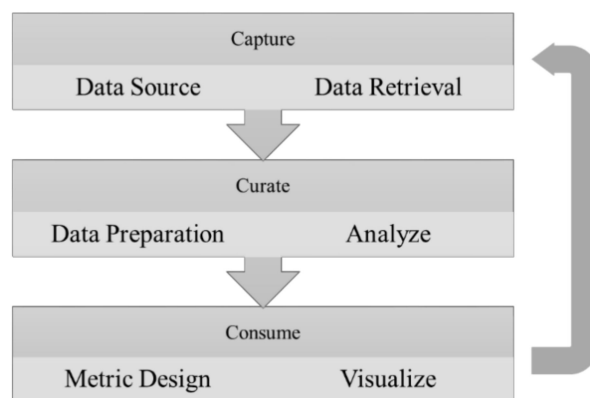 Capture
Data Source Data Retrieval
Curate
Data Preparation Analyze
Consume
Metric Design Visualize